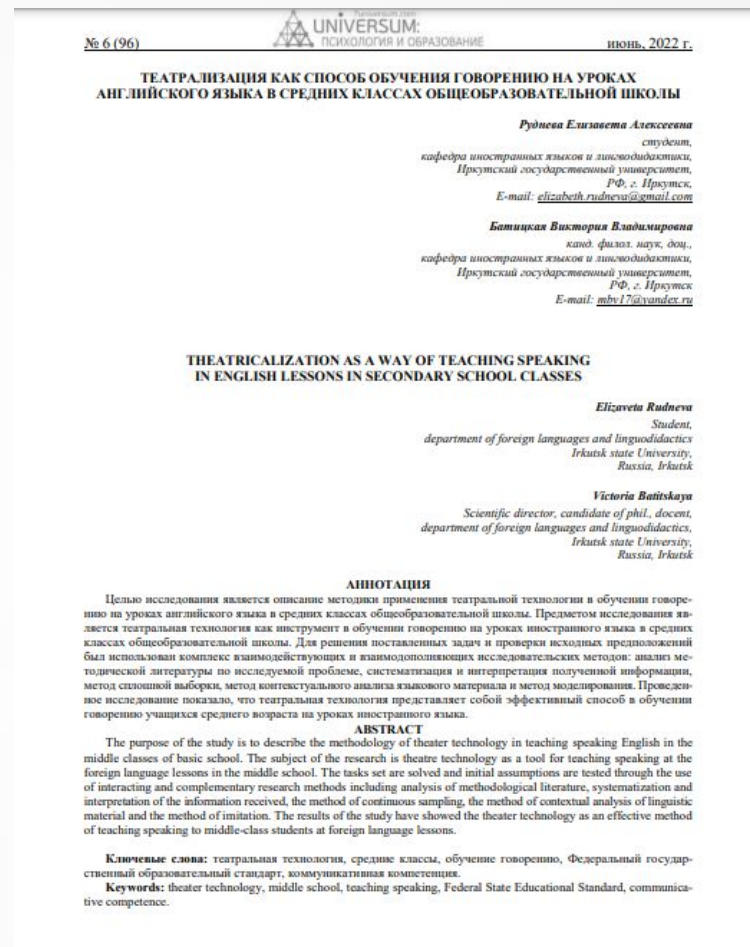 7universum.com
UNIVERSUM:
№ 6 (96)
ПСИХОЛОГИЯ И ОБРАЗОВАНИЕ
июнь, 2022 г.
ТЕАТРАЛИЗАЦИЯ КАК СПОСОБ ОБУЧЕНИЯ ГОВОРЕНИЮ НА УРОКАХ
АНГЛИЙСКОГО ЯЗЫКА В СРЕДНИХ КЛАССАХ ОБЩЕОБРАЗОВАТЕЛЬНОЙ ШКОЛЫ
Руднева Елизавета Алексеевна
студент,
кафедра иностранных языков и лингводидактики,
Иркутский государственный университет,
РФ, г. Иркутск,
E-mail: elizabeth.rudneva@gmail.com
Батицкая Виктория Владимировна
канд. филол. наук, доц.,
кафедра иностранных языков и лингводидактики,
Иркутский государственный университет,
РФ, г. Иркутск
E-mail: mbv17@yandex.ru
THEATRICALIZATION AS A WAY OF TEACHING SPEAKING
IN ENGLISH LESSONS IN SECONDARY SCHOOL CLASSES
Elizaveta Rudneva
Student,
department of foreign languages and linguodidactics
Irkutsk state University,
Russia, Irkutsk
Victoria Batitskaya
Scientific director, candidate of phil., docent,
department of foreign languages and linguodidactics,
Irkutsk state University,
Russia, Irkutsk
АННОТАЦИЯ
Целью исследования является описание методики применения театральной технологии в обучении говоре-
нию на уроках английского языка в средних классах общеобразовательной школы. Предметом исследования яв-
ляется театральная технология как инструмент в обучении говорению на уроках иностранного языка в средних
классах общеобразовательной школы. Для решения поставленных задач и проверки исходных предположений
был использован комплекс взаимодействующих и взаимодополняющих исследовательских методов: анализ ме-
тодической литературы по исследуемой проблеме, систематизация и интерпретация полученной информации,
метод сплошной выборки, метод контекстуального анализа языкового материала и метод моделирования. Проведен-
ное исследование показало, что театральная технология представляет собой эффективный способ в обучении
говорению учащихся среднего возраста на уроках иностранного языка.
ABSTRACT
The purpose of the study is to describe the methodology of theater technology in teaching speaking English in the
middle classes of basic school. The subject of the research is theatre technology as a tool for teaching speaking at the
foreign language lessons in the middle school. The tasks set are solved and initial assumptions are tested through the use
of interacting and complementary research methods including analysis of methodological literature, systematization and
interpretation of the information received, the method of continuous sampling, the method of contextual analysis of linguistic
material and the method of imitation. The results of the study have showed the theater technology as an effective method
of teaching speaking to middle-class students at foreign language lessons.
Ключевые слова: театральная технология, средние классы, обучение говорению, Федеральный государ-
ственный образовательный стандарт, коммуникативная компетенция.
Keywords: theater technology, middle school, teaching speaking, Federal State Educational Standard, communica-
tive competence.